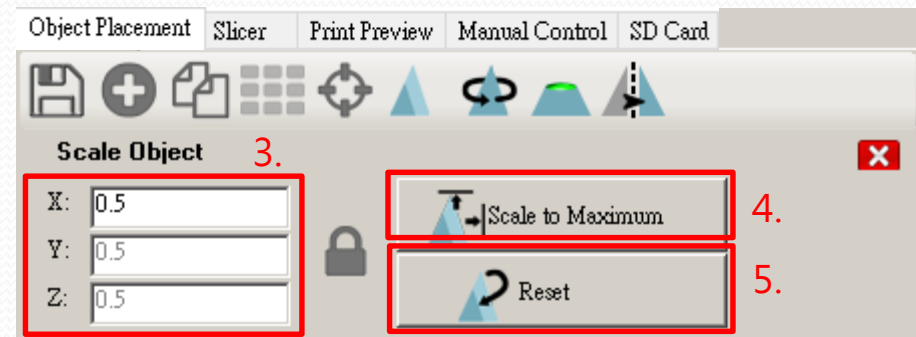 Object Placement Slicer Print Preview Manual Control SD Card
Scale Object 3.
X: 0.5
Scale to Maximum 4.
Y: 0.5
Z: 0.5
Reset 5.